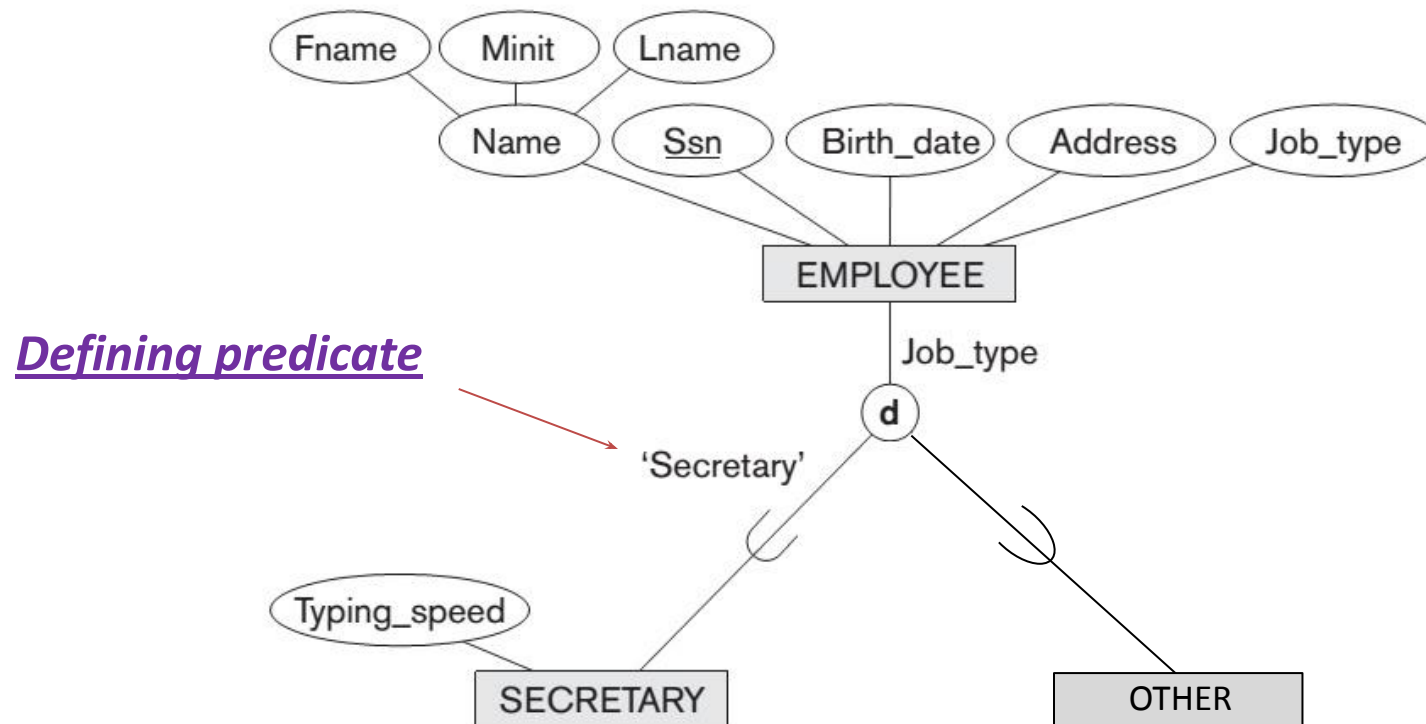 Fname Minit Lname
Name Ssn Birth_date Address Job_type
EMPLOYEE
Defining predicate
Job_type
d
‘Secretary’
Typing_speed
SECRETARY OTHER